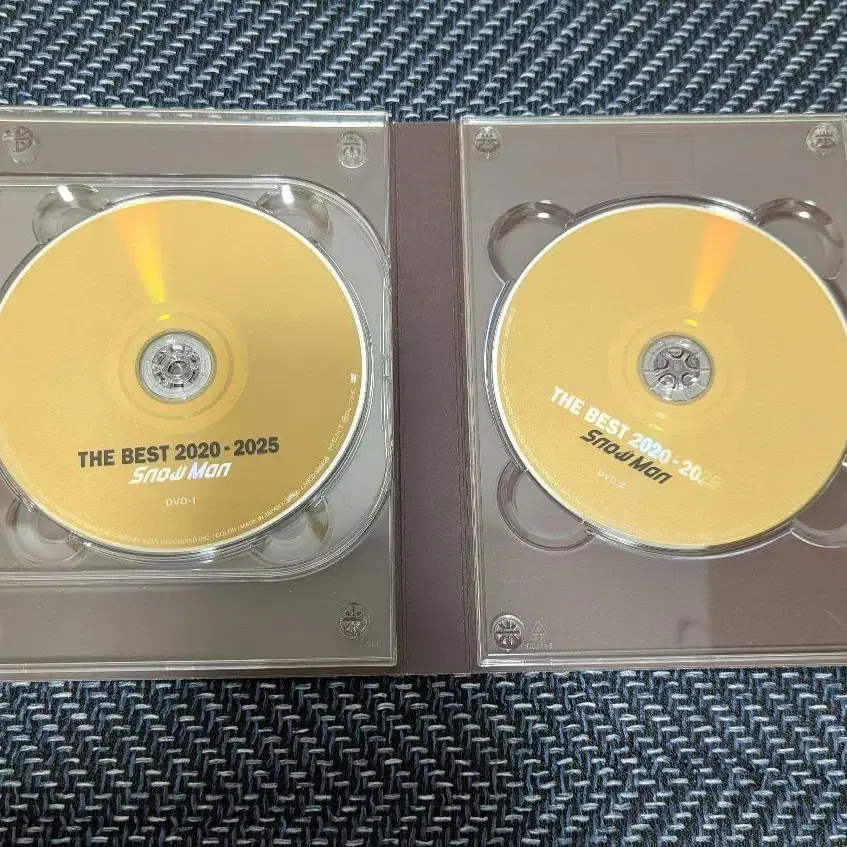 THE BEST 2020-2025
Snow Man
DVD-1
THE BEST 2020-2025
Snow Man
DVD-2